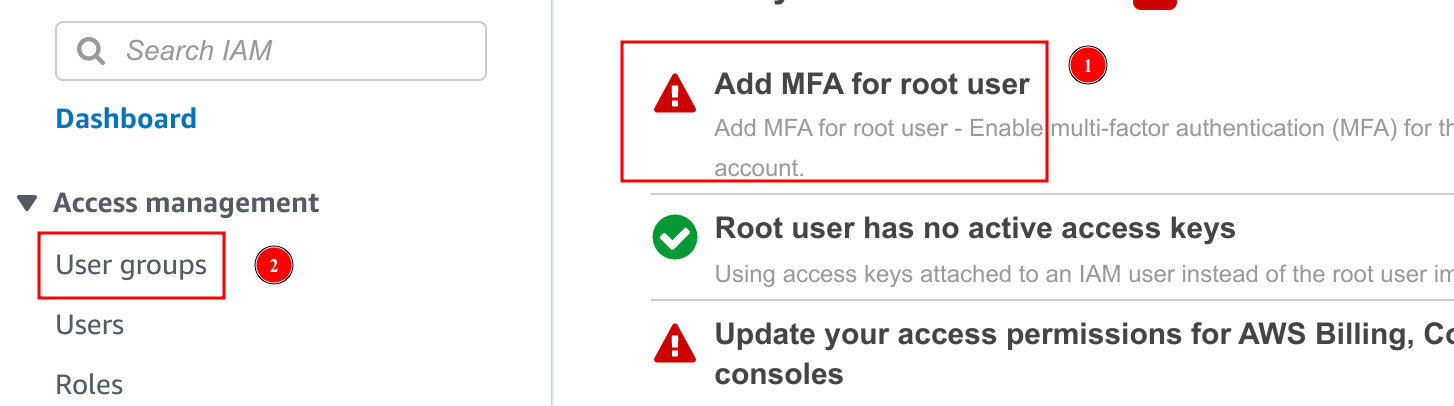 Search IAM
Dashboard
Access management
User groups
2
Users
Roles
Add MFA for root user
1
Add MFA for root user - Enable multi-factor authentication (MFA) for th
account.
Root user has no active access keys
Using access keys attached to an IAM user instead of the root user im
Update your access permissions for AWS Billing, Co
consoles